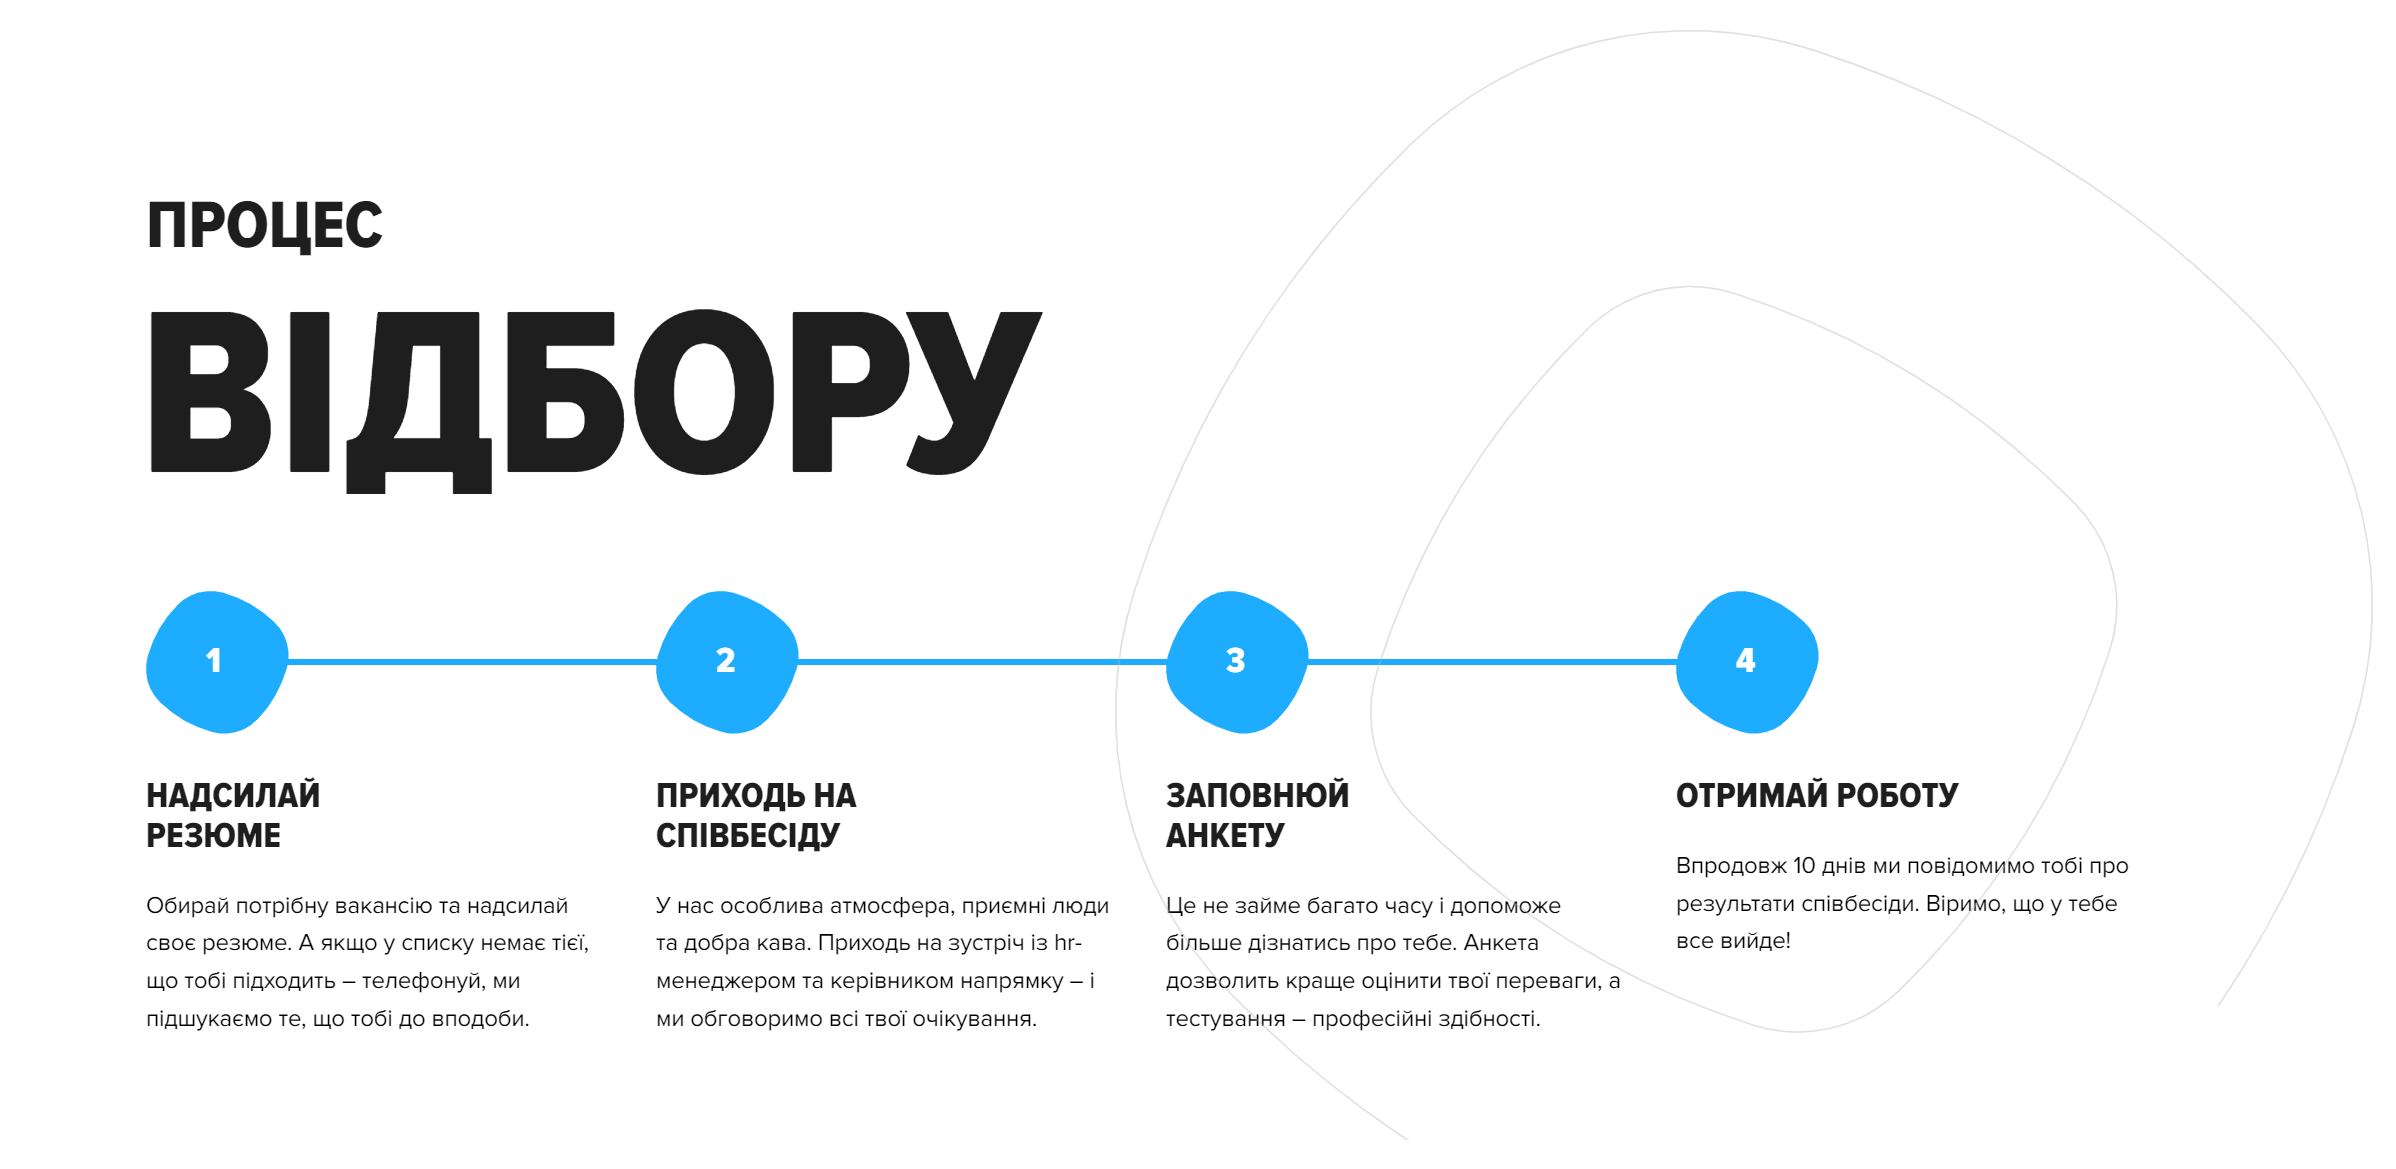 ПРОЦЕС
ВІДБОРУ
1
2
3
4
НАДСИЛАЙ
РЕЗЮМЕ
Обирай потрібну вакансію та надсилай
своє резюме. А якщо у списку немає тієї,
що тобі підходить – телефонуй, ми
підшукаємо те, що тобі до вподоби.
ПРИХОДЬ НА
СПІВБЕСІДУ
У нас особлива атмосфера, приємні люди
та добра кава. Приходь на зустріч із hr-
менеджером та керівником напрямку – і
ми обговоримо всі твої очікування.
ЗАПОВНЮЙ
АНКЕТУ
Це не займе багато часу і допоможе
більше дізнатись про тебе. Анкета
дозволить краще оцінити твої переваги, а
тестування – професійні здібності.
ОТРИМАЙ РОБОТУ
Впродовж 10 днів ми повідомимо тобі про
результати співбесіди. Віримо, що у тебе
все вийде!